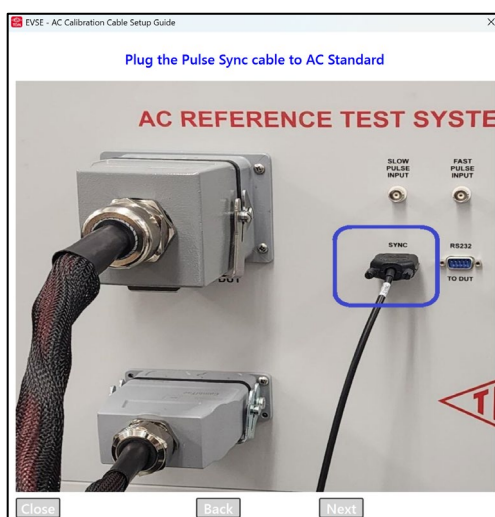 EVSE - AC Calibration Cable Setup Guide
Plug the Pulse Sync cable to AC Standard
AC REFERENCE TEST SYSTE
SLOW
PULSE
INPUT
FAST
PULSE
INPUT
SYNC
RS232
TO DUT
DUT
Close
Back
Next